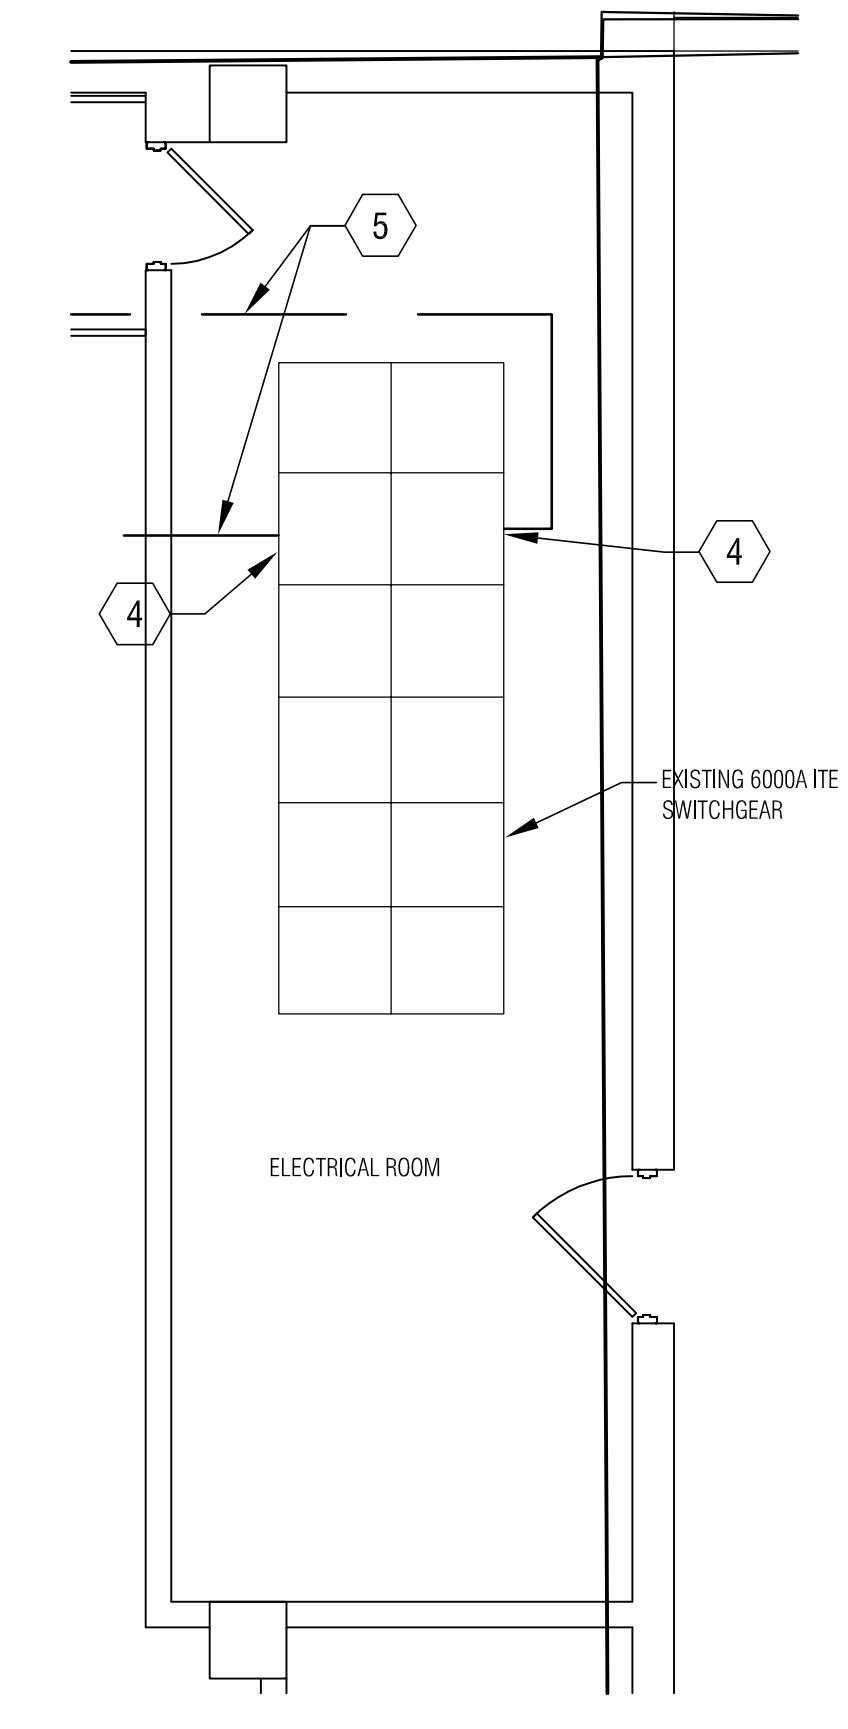 5
4
4
EXISTING 6000A ITE
SWITCHGEAR
ELECTRICAL ROOM